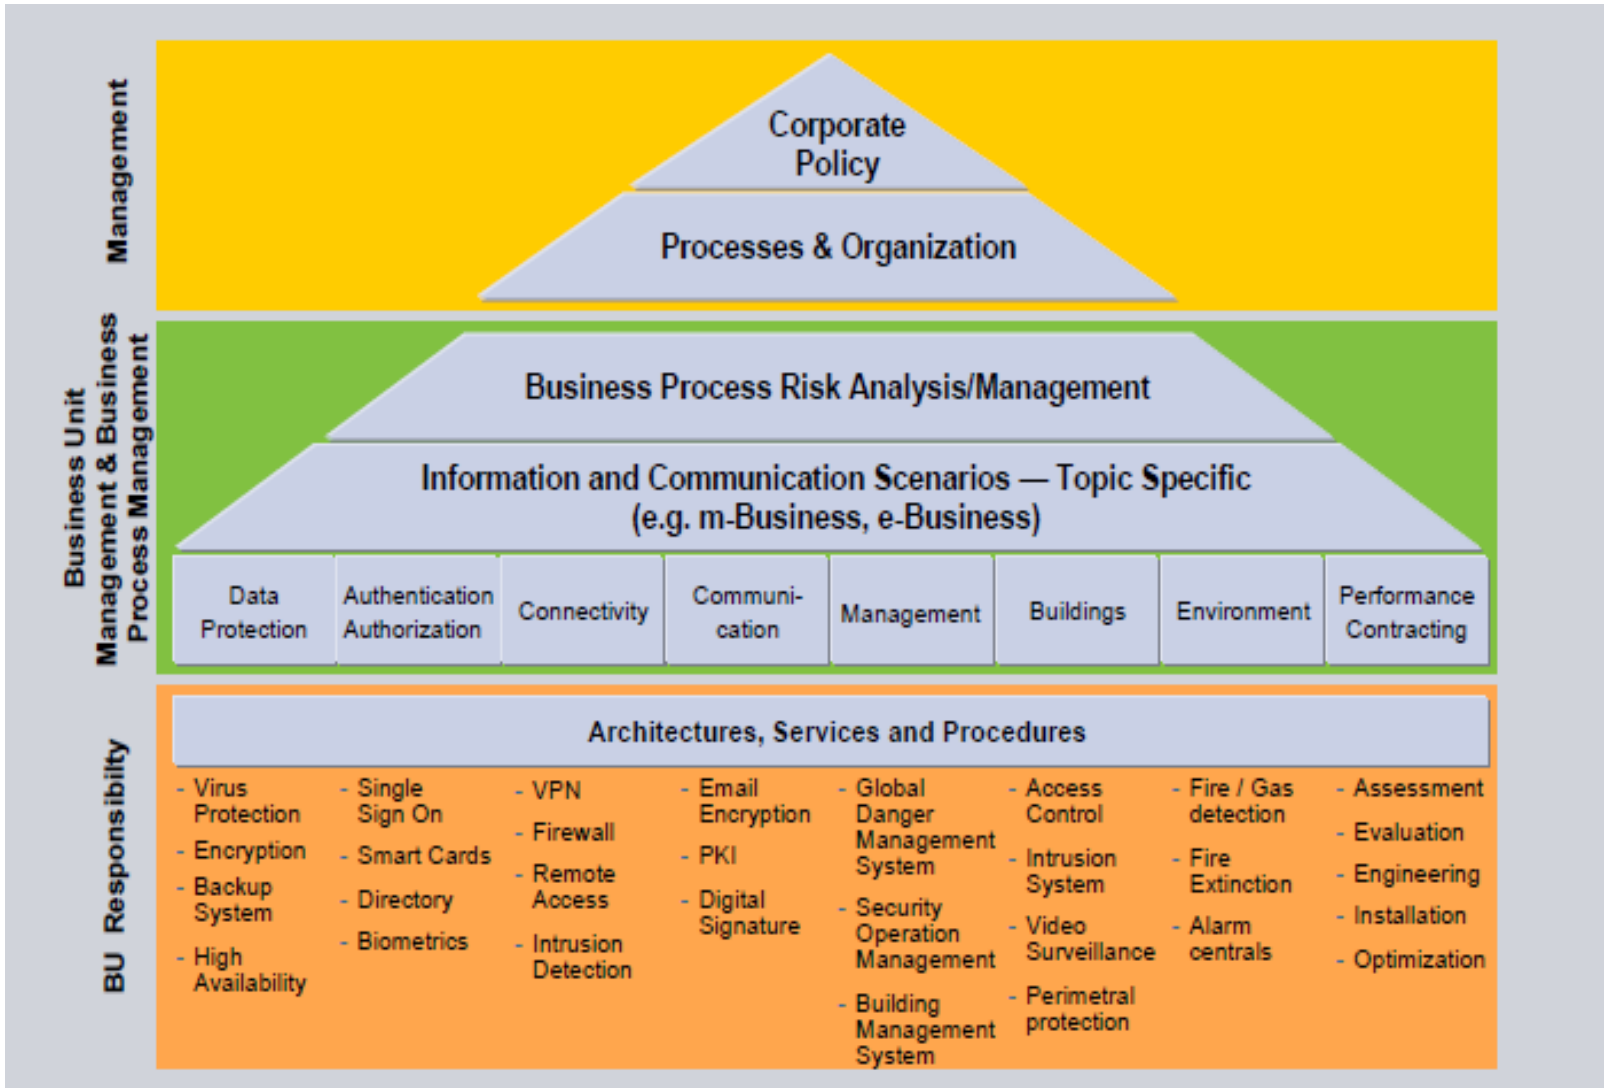 Management
Corporate
Policy
Processes & Organization
Business Unit
Management & Business
Process Management
Business Process Risk Analysis/Management
Information and Communication Scenarios — Topic Specific
(e.g. m-Business, e-Business)
Data
Protection
Authentication
Authorization
Connectivity
Communi-
cation
Management
Buildings
Environment
Performance
Contracting
BU Responsibilty
Architectures, Services and Procedures
- Virus
Protection
- Encryption
- Backup
System
- High
Availability
- Single
Sign On
- Smart Cards
- Directory
- Biometrics
- VPN
- Firewall
- Remote
Access
- Intrusion
Detection
- Email
Encryption
- PKI
- Digital
Signature
- Global
Danger
Management
System
- Security
Operation
Management
- Building
Management
System
- Access
Control
- Intrusion
System
- Video
Surveillance
- Perimetral
protection
- Fire / Gas
detection
- Fire
Extinction
- Alarm
centrals
- Assessment
- Evaluation
- Engineering
- Installation
- Optimization